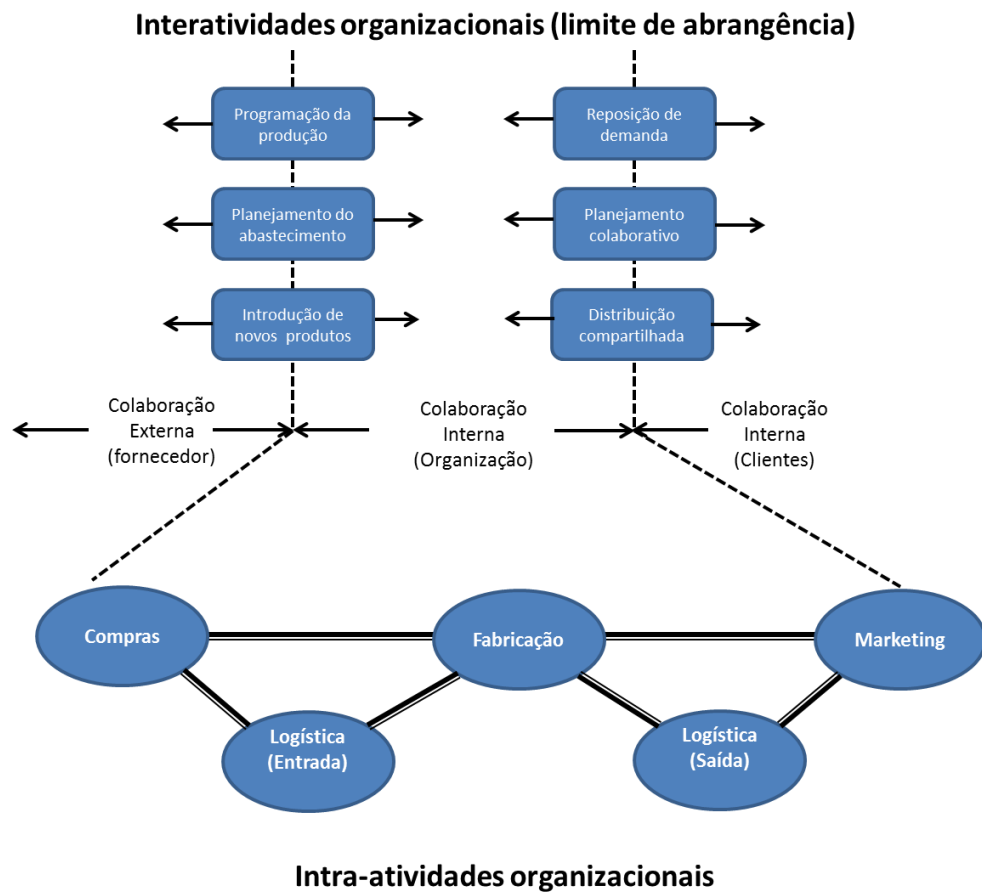 Interatividades organizacionais (limite de abrangência)
Programação da
produção
Reposição de
demanda
Planejamento do
abastecimento
Planejamento
colaborativo
Introdução de
novos produtos
Distribuição
compartilhada
Colaboração
Externa
(fornecedor)
Colaboração
Interna
(Organização)
Colaboração
Interna
(Clientes)
Compras
Fabricação
Marketing
Logística
(Entrada)
Logística
(Saída)
Intra-atividades organizacionais